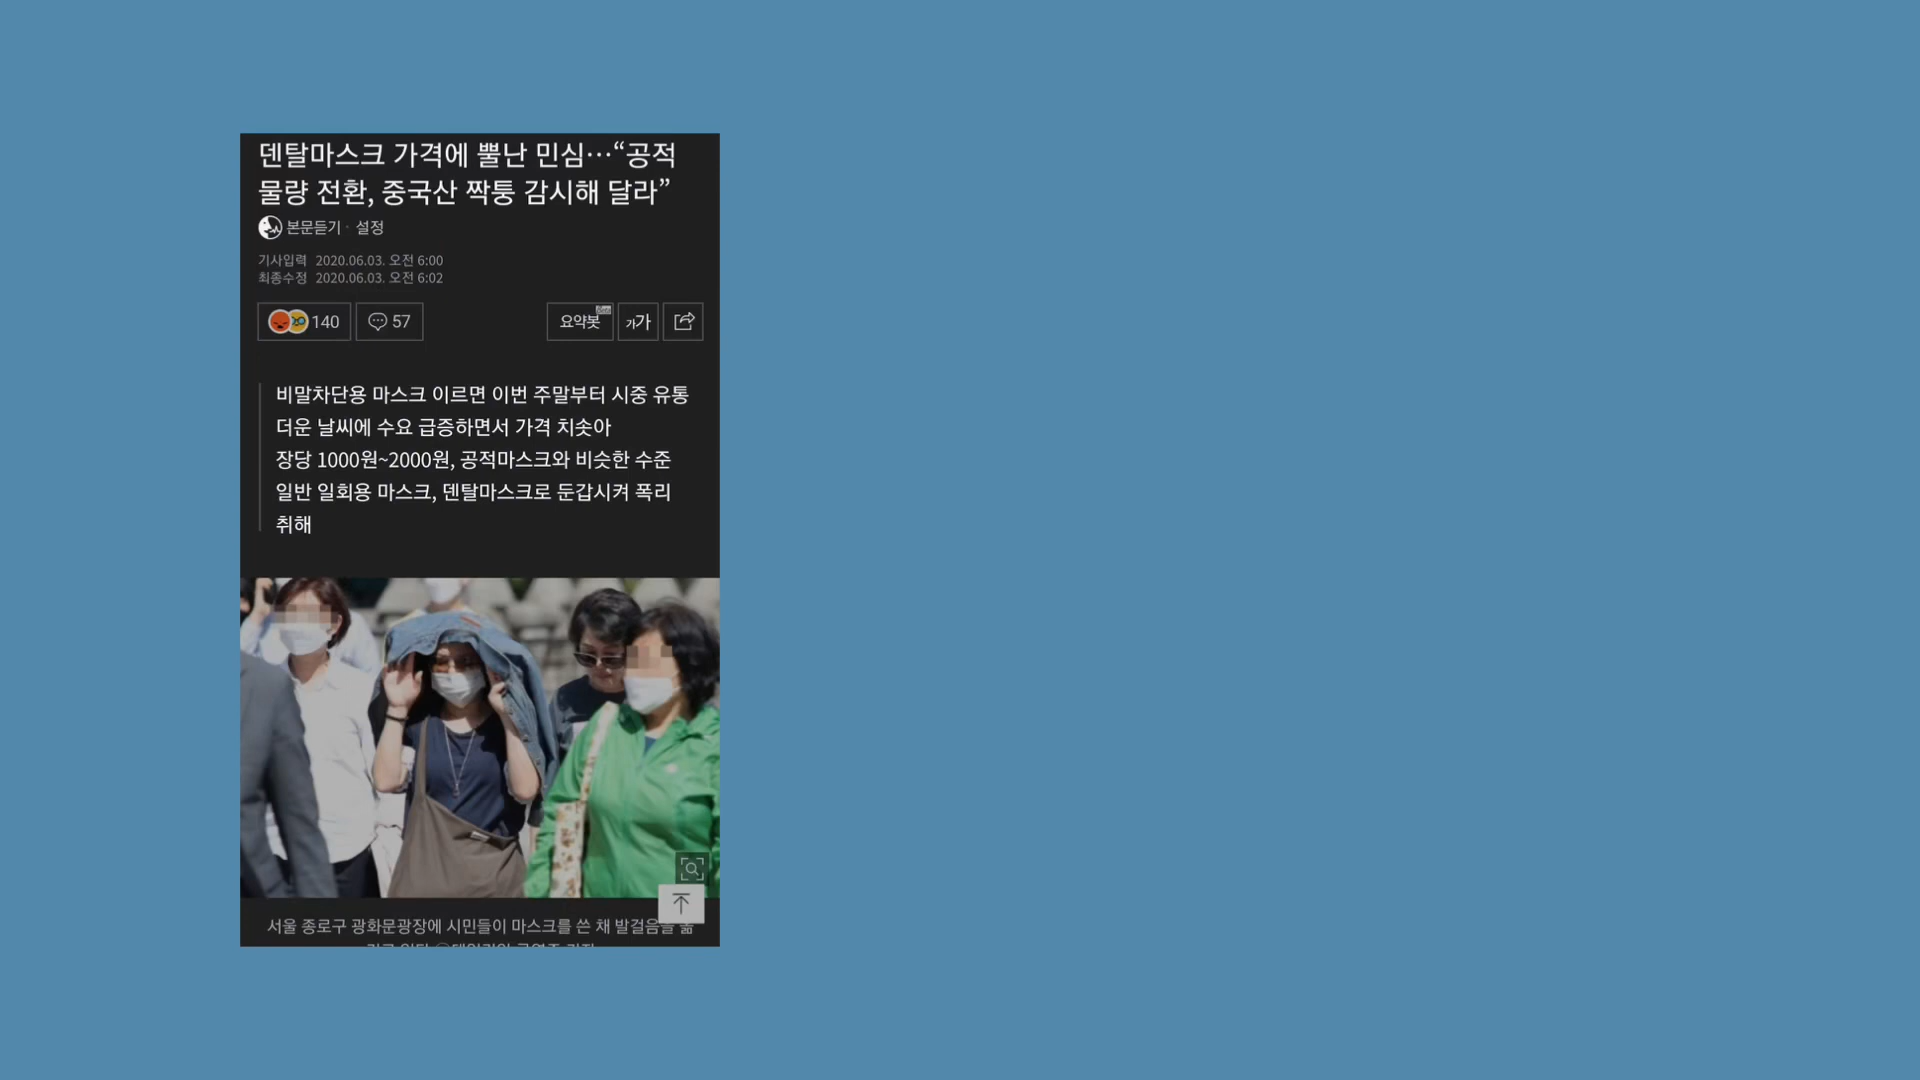 덴탈마스크 가격에 뿔난 민심…“공적
물량 전환, 중국산 짝퉁 감시해 달라”
본문듣기 · 설정
기사입력 2020.06.03. 오전 6:00
최종수정 2020.06.03. 오전 6:02
140
57
요약봇
가가
비말차단용 마스크 이르면 이번 주말부터 시중 유통
더운 날씨에 수요 급증하면서 가격 치솟아
장당 1000원~2000원, 공적마스크와 비슷한 수준
일반 일회용 마스크, 덴탈마스크로 둔갑시켜 폭리
취해
서울 종로구 광화문광장에 시민들이 마스크를 쓴 채 발걸음을